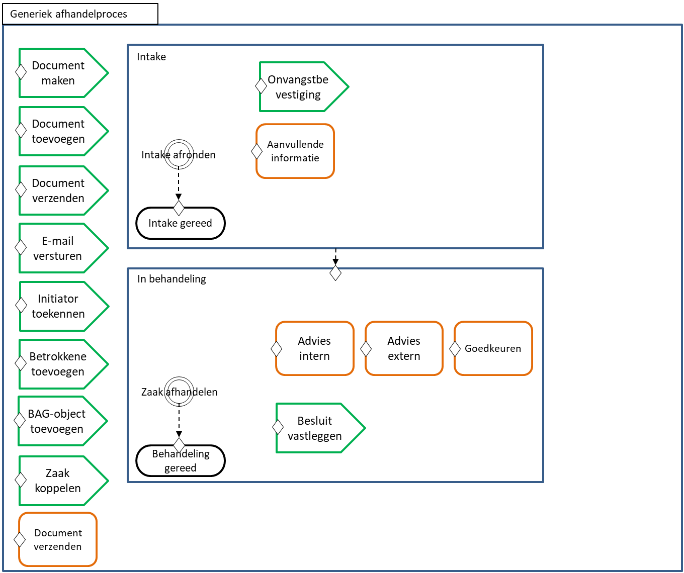 Generiek afhandelproces
Document
maken
Document
toevoegen
Document
verzenden
E-mail
versturen
Initiator
toekennen
Betrokkene
toevoegen
BAG-object
toevoegen
Zaak
koppelen
Document
verzenden
Intake
Onvangstbe
vestiging
Aanvullende
informatie
Intake afronden
Intake gereed
In behandeling
Advies
intern
Advies
extern
Goedkeuren
Zaak afhandelen
Besluit
vastleggen
Behandeling
gereed